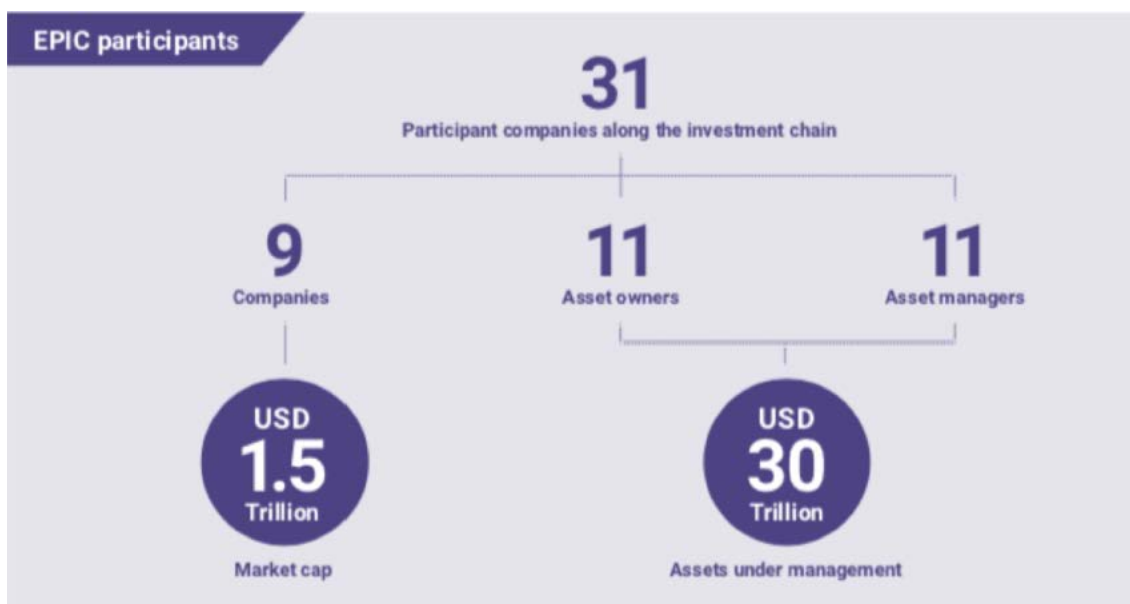 EPIC participants
31
Participant companies along the investment chain
9
Companies
11
Asset owners
11
Asset managers
USD
1.5
Trillion
Market cap
USD
30
Trillion
Assets under management